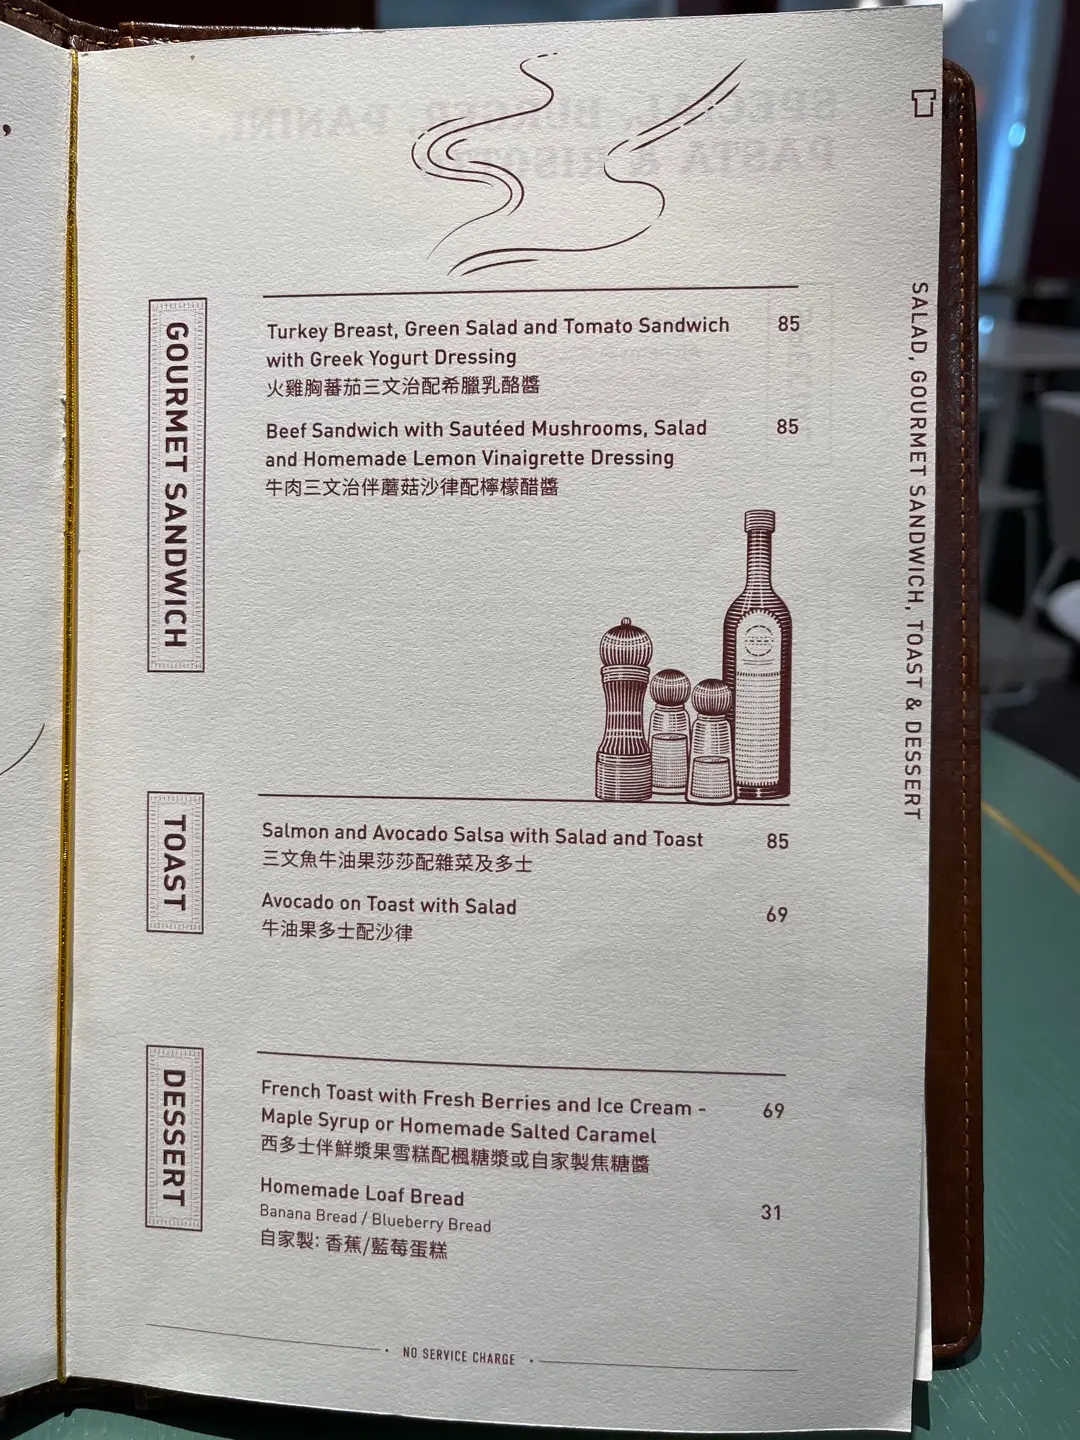 GOURMET SANDWICH
Turkey Breast, Green Salad and Tomato Sandwich 85
with Greek Yogurt Dressing
火雞胸蕃茄三文治配希臘乳酪醬
Beef Sandwich with Sautéed Mushrooms, Salad 85
and Homemade Lemon Vinaigrette Dressing
牛肉三文治伴蘑菇沙律配檸檬醋醬
TOAST
Salmon and Avocado Salsa with Salad and Toast 85
三文魚牛油果莎莎配雜菜及多士
Avocado on Toast with Salad 69
牛油果多士配沙律
DESSERT
French Toast with Fresh Berries and Ice Cream - 69
Maple Syrup or Homemade Salted Caramel
西多士伴鮮漿果雪糕配楓糖漿或自家製焦糖醬
Homemade Loaf Bread 31
Banana Bread / Blueberry Bread
自家製: 香蕉/藍莓蛋糕
· NO SERVICE CHARGE ·
SALAD, GOURMET SANDWICH, TOAST & DESSERT